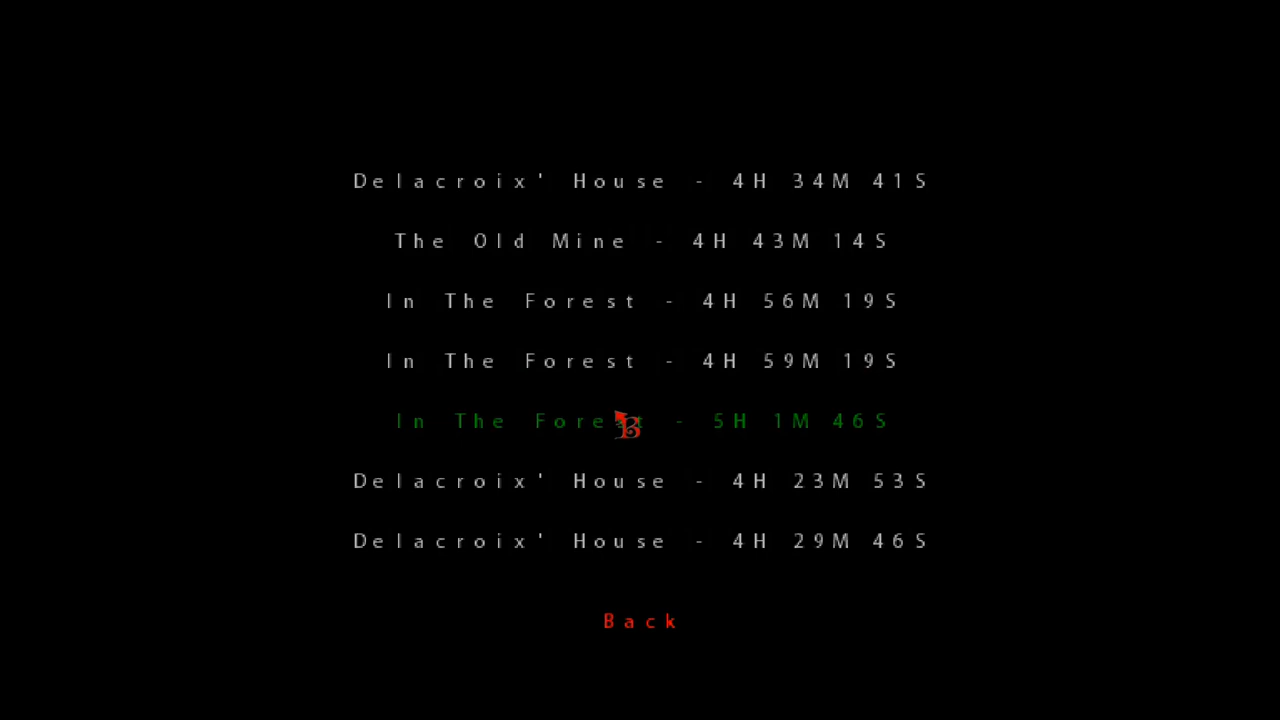 Delacroix' House - 4H 34M 41S
The Old Mine - 4H 43M 14S
In The Forest - 4H 56M 19S
In The Forest - 4H 59M 19S
In The Forest - 5H 1M 46S
Delacroix' House - 4H 23M 53S
Delacroix' House - 4H 29M 46S
Back